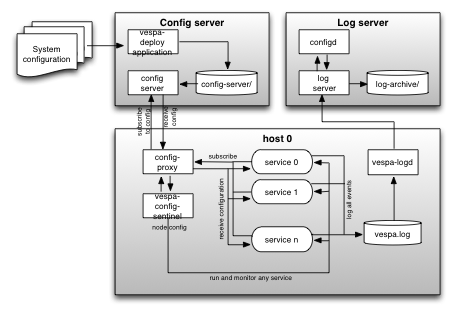 System
configuration
Config server
vespa-
deploy
application
config
server
config-server/
Log server
configd
log
server
log-archive/
subscribe
to config
receive
config
host 0
config-
proxy
subscribe
service 0
vespa-logd
service 1
vespa-
config-
sentinel
node config
receive configuration
log all events
service n
vespa.log
run and monitor any service